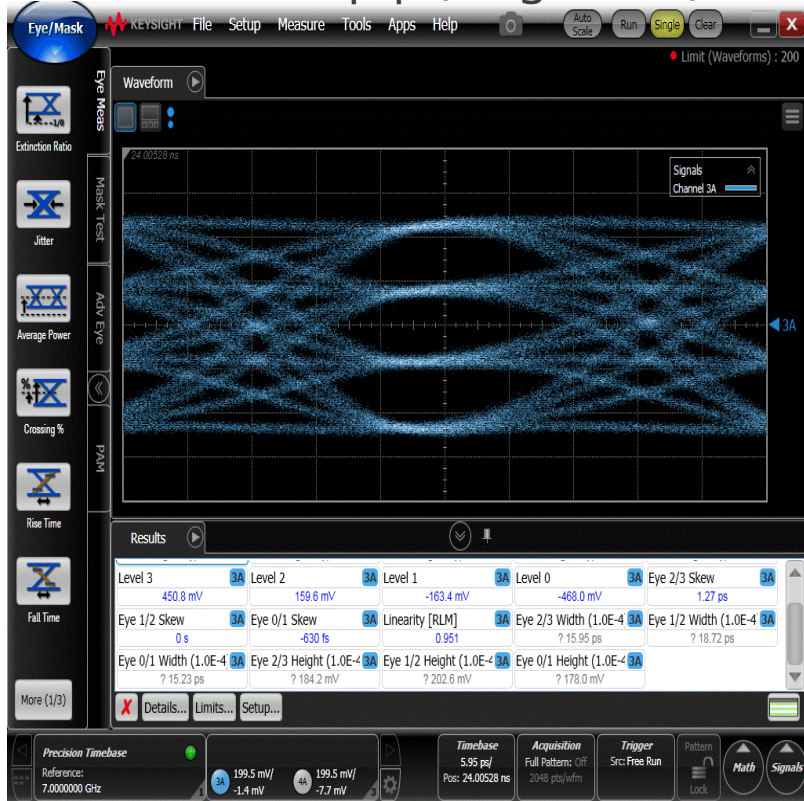 Eye/Mask
KEYSIGHT File Setup Measure Tools Apps Help
Auto Scale
Run
Single
Clear
X
Limit (Waveforms) : 200
Extinction Ratio
Jitter
Average Power
Crossing %
Rise Time
Fall Time
More (1/3)
Eye Meas
Mask Test
Adv Eye
PAM
Waveform
24.00528 ns
Signals
Channel 3A
3A
Results
Level 3 3A Level 2 3A Level 1 3A Level 0 3A Eye 2/3 Skew 3A
450.8 mV 159.6 mV -163.4 mV -468.0 mV 1.27 ps
Eye 1/2 Skew 3A Eye 0/1 Skew 3A Linearity [RLM] 3A Eye 2/3 Width (1.0E-4 3A Eye 1/2 Width (1.0E-4 3A
0 s -630 fs 0.951 ? 15.95 ps ? 18.72 ps
Eye 0/1 Width (1.0E-4 3A Eye 2/3 Height (1.0E-4 3A Eye 1/2 Height (1.0E-4 3A Eye 0/1 Height (1.0E-4 3A
? 15.23 ps ? 184.2 mV ? 202.6 mV ? 178.0 mV
X Details... Limits... Setup...
Precision Timebase
Reference:
7.0000000 GHz
1
3A 199.5 mV/
-1.4 mV
4A 199.5 mV/
-7.7 mV
3
Timebase
5.95 ps/
Pos: 24.00528 ns
Acquisition
Full Pattern: Off
2048 pts/wfm
Trigger
Src: Free Run
Pattern
Lock
Math
Signals